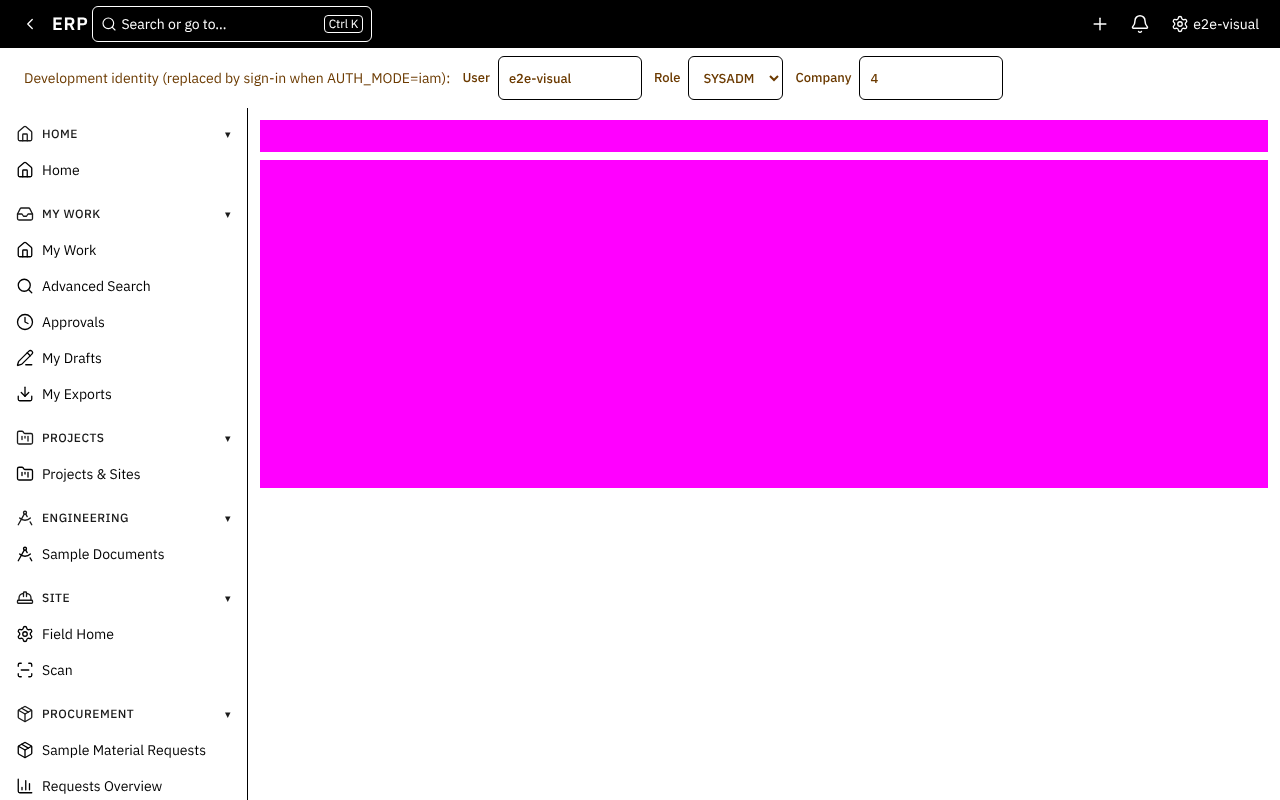 ERP Search or go to... Ctrl K e2e-visual
Development identity (replaced by sign-in when AUTH_MODE=iam): User e2e-visual Role SYSADM Company 4
HOME
Home
MY WORK
My Work
Advanced Search
Approvals
My Drafts
My Exports
PROJECTS
Projects & Sites
ENGINEERING
Sample Documents
SITE
Field Home
Scan
PROCUREMENT
Sample Material Requests
Requests Overview